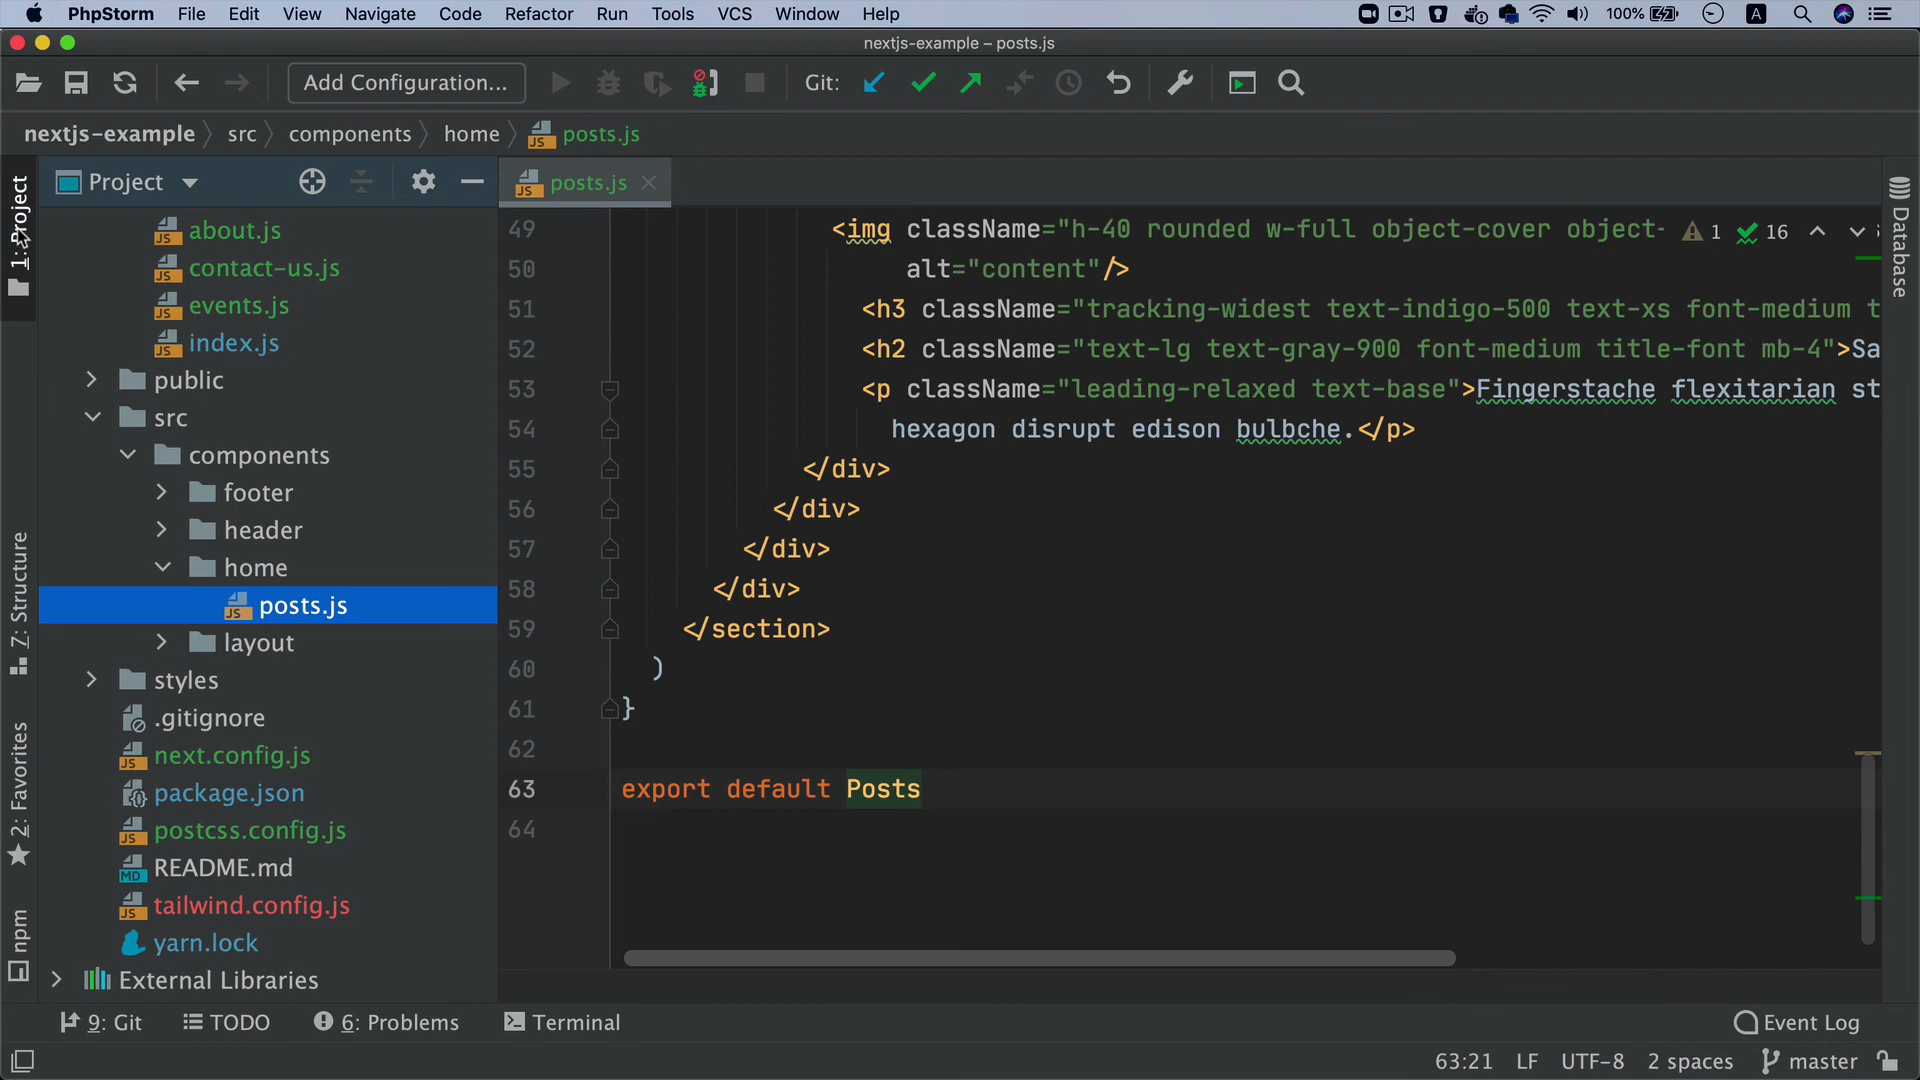 PhpStorm File Edit View Navigate Code Refactor Run Tools VCS Window Help 100% A
nextjs-example – posts.js
Add Configuration... Git:
nextjs-example src components home posts.js
1: Project
Project
about.js
contact-us.js
events.js
index.js
public
src
components
footer
header
home
posts.js
layout
styles
.gitignore
next.config.js
package.json
postcss.config.js
README.md
tailwind.config.js
yarn.lock
External Libraries
Z: Structure
2: Favorites
npm
posts.js
1 16
49 <img className="h-40 rounded w-full object-cover object-
50 alt="content"/>
51 <h3 className="tracking-widest text-indigo-500 text-xs font-medium t
52 <h2 className="text-lg text-gray-900 font-medium title-font mb-4">Sa
53 <p className="leading-relaxed text-base">Fingerstache flexitarian st
54 hexagon disrupt edison bulbche.</p>
55 </div>
56 </div>
57 </div>
58 </div>
59 </section>
60 )
61 }
62
63 export default Posts
64
Database
9: Git TODO 6: Problems Terminal Event Log
63:21 LF UTF-8 2 spaces master